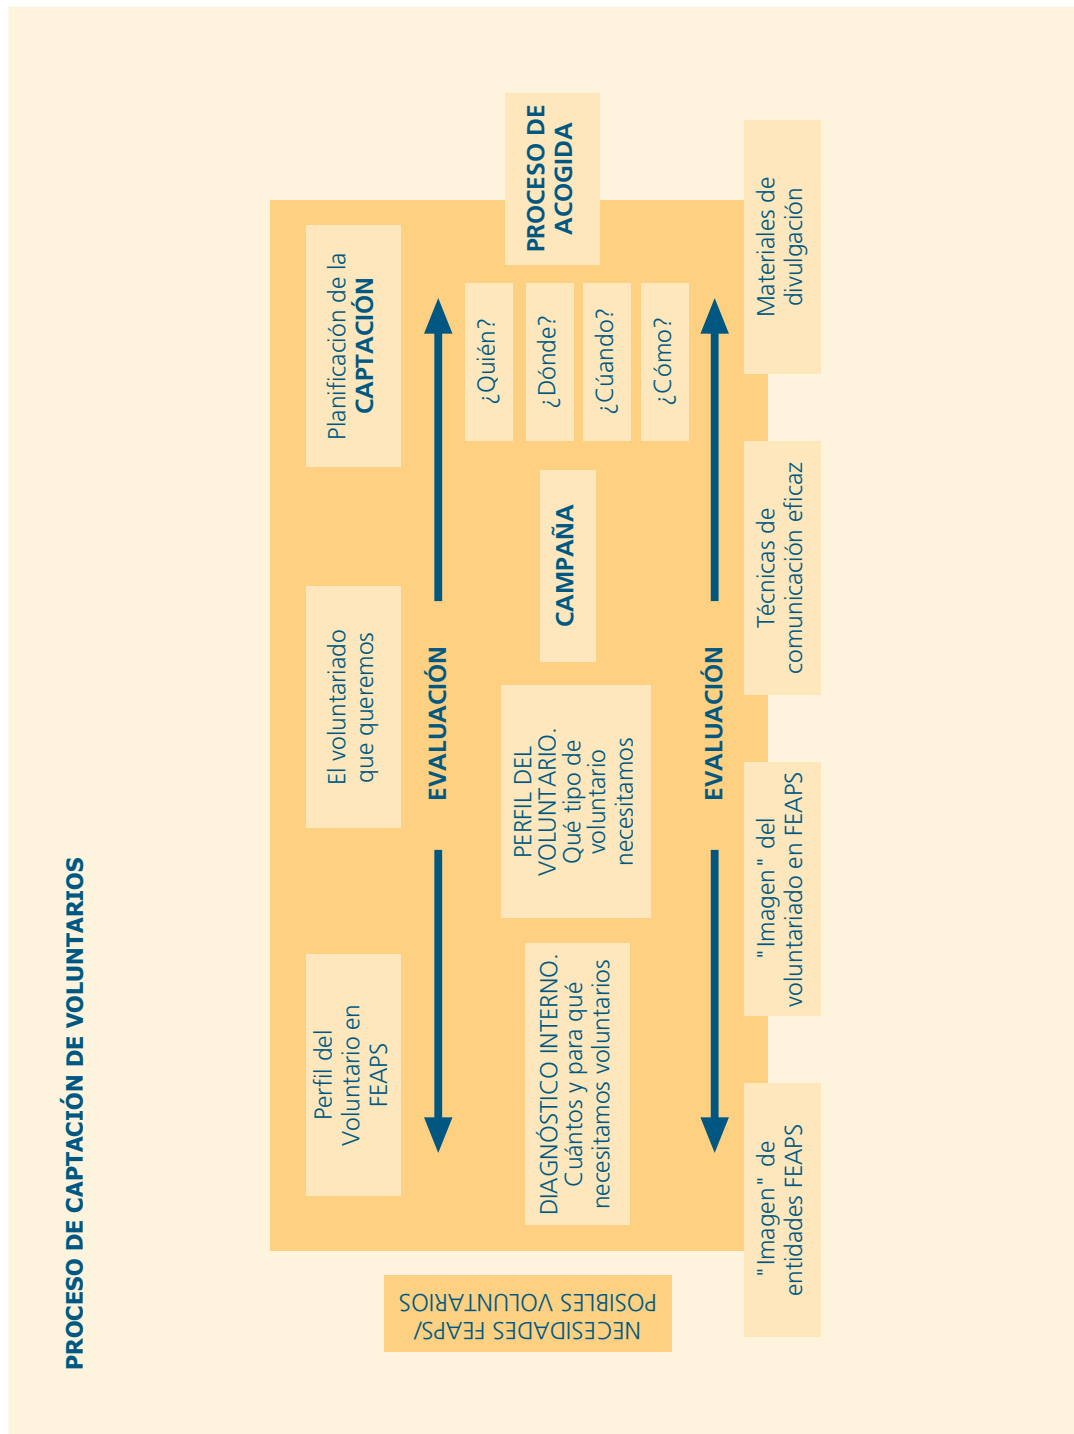 PROCESO DE CAPTACIÓN DE VOLUNTARIOS
NECESIDADES FEAPS/
POSIBLES VOLUNTARIOS
Perfil del
Voluntario en
FEAPS
El voluntariado
que queremos
Planificación de la
CAPTACIÓN
EVALUACIÓN
DIAGNÓSTICO INTERNO.
Cuántos y para qué
necesitamos voluntarios
PERFIL DEL
VOLUNTARIO.
Qué tipo de
voluntario
necesitamos
CAMPAÑA
¿Quién?
¿Dónde?
¿Cúando?
¿Cómo?
PROCESO DE
ACOGIDA
EVALUACIÓN
"Imagen" de
entidades FEAPS
"Imagen" del
voluntariado en FEAPS
Técnicas de
comunicación eficaz
Materiales de
divulgación